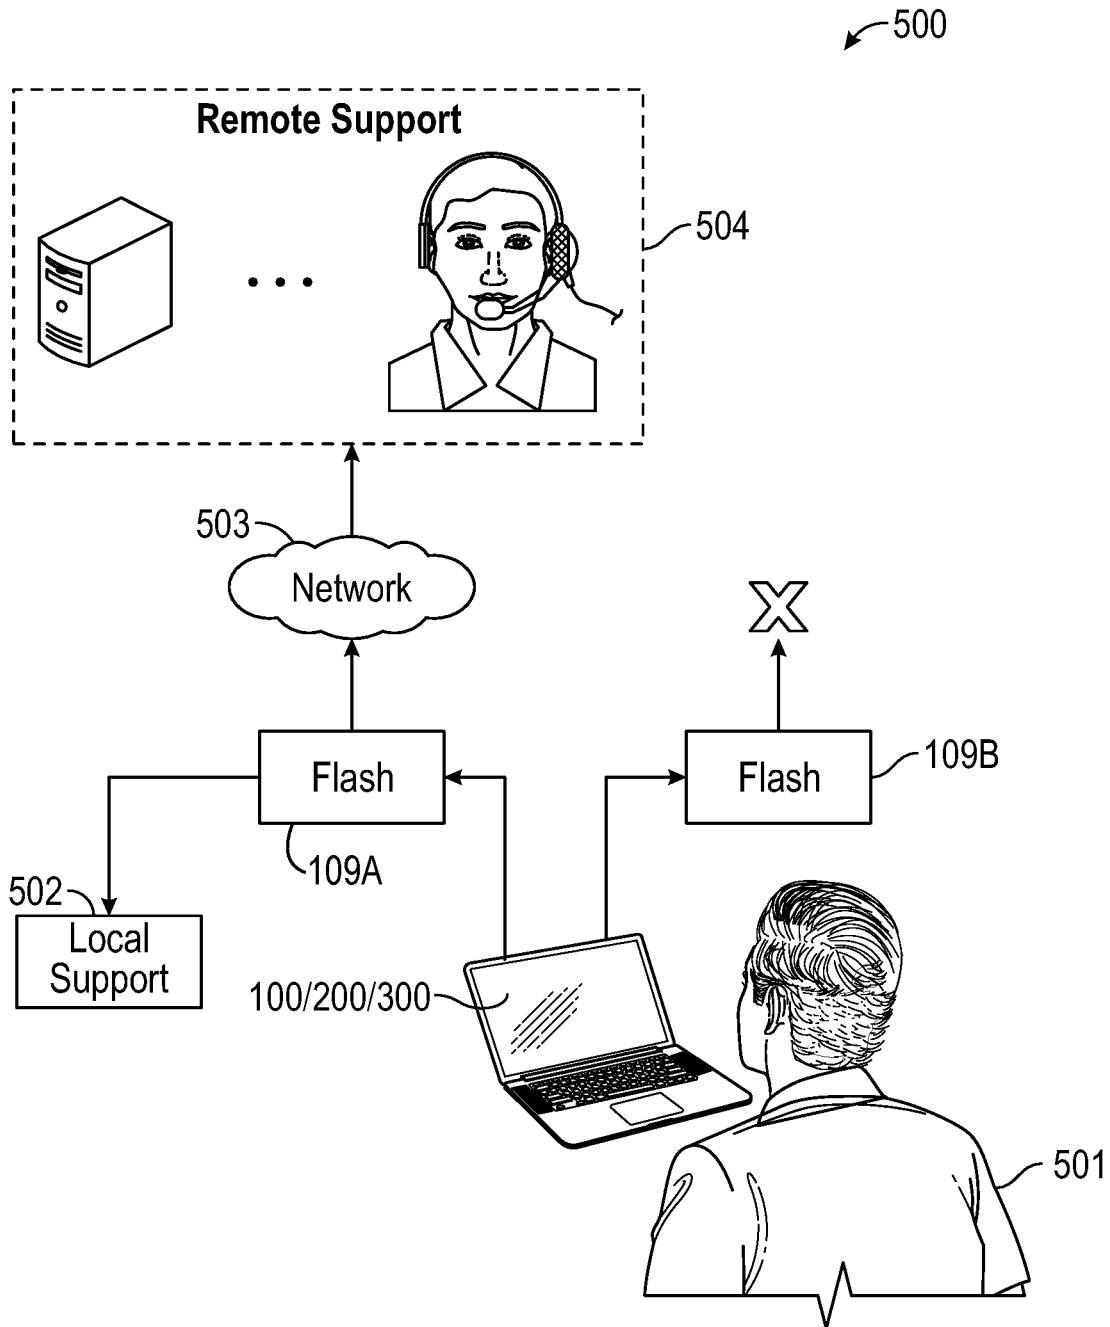 500
Remote Support
504
503
Network
X
Flash
Flash
109B
109A
502
Local
Support
100/200/300
501